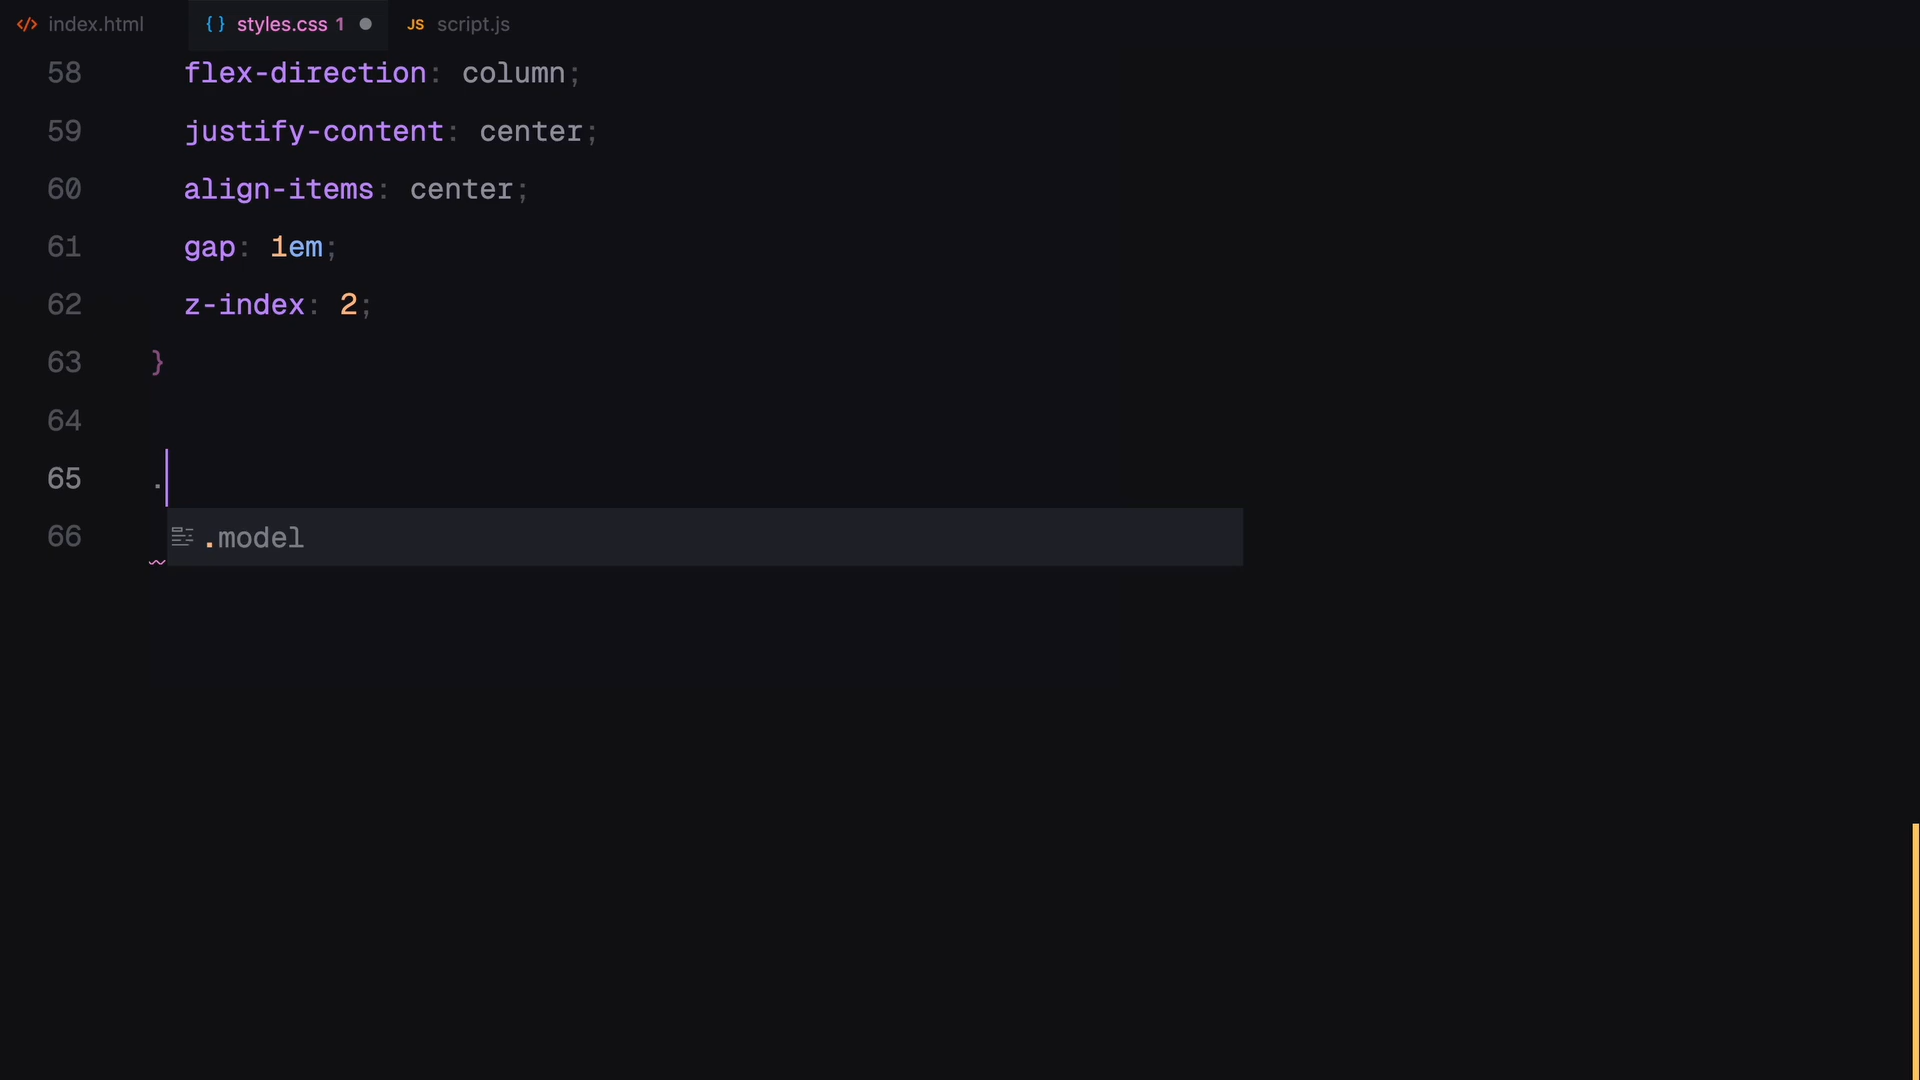 index.html styles.css 1 JS script.js
58 flex-direction: column;
59 justify-content: center;
60 align-items: center;
61 gap: 1em;
62 z-index: 2;
63 }
64
65 .
66 .model